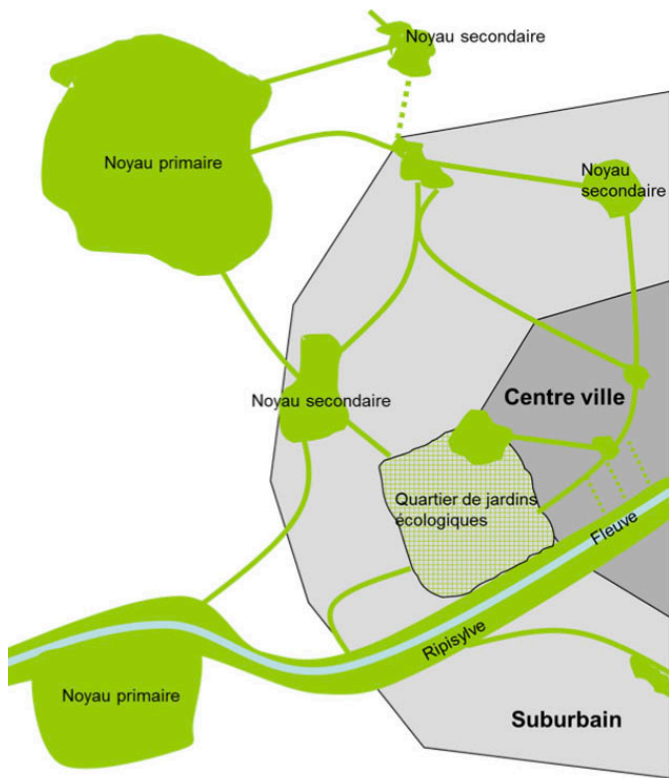 Noyau secondaire
Noyau primaire
Noyau
secondaire
Noyau secondaire
Centre ville
Quartier de jardins
écologiques
Fleuve
Ripisylve
Noyau primaire
Suburbain